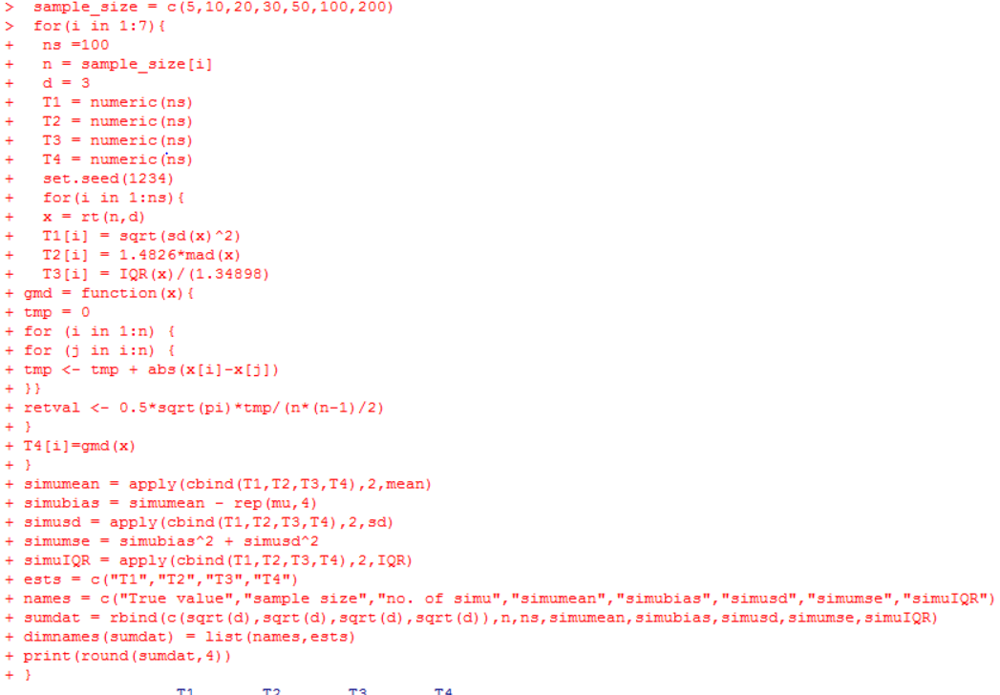 >  sample_size = c(5,10,20,30,50,100,200)
>  for(i in 1:7){
+   ns =100
+   n = sample_size[i]
+   d = 3
+   T1 = numeric(ns)
+   T2 = numeric(ns)
+   T3 = numeric(ns)
+   T4 = numeric(ns)
+   set.seed(1234)
+   for(i in 1:ns){
+   x = rt(n,d)
+   T1[i] = sqrt(sd(x)^2)
+   T2[i] = 1.4826*mad(x)
+   T3[i] = IQR(x)/(1.34898)
+ gmd = function(x){
+ tmp = 0
+ for (i in 1:n) {
+ for (j in i:n) {
+ tmp <- tmp + abs(x[i]-x[j])
+ }}
+ retval <- 0.5*sqrt(pi)*tmp/(n*(n-1)/2)
+ }
+ T4[i]=gmd(x)
+ }
+ simumean = apply(cbind(T1,T2,T3,T4),2,mean)
+ simubias = simumean - rep(mu,4)
+ simusd = apply(cbind(T1,T2,T3,T4),2,sd)
+ simumse = simubias^2 + simusd^2
+ simuIQR = apply(cbind(T1,T2,T3,T4),2,IQR)
+ ests = c("T1","T2","T3","T4")
+ names = c("True value","sample size","no. of simu","simumean","simubias","simusd","simumse","simuIQR")
+ sumdat = rbind(c(sqrt(d),sqrt(d),sqrt(d),sqrt(d)),n,ns,simumean,simubias,simusd,simumse,simuIQR)
+ dimnames(sumdat) = list(names,ests)
+ print(round(sumdat,4))
+ }
T1 T2 T3 T4